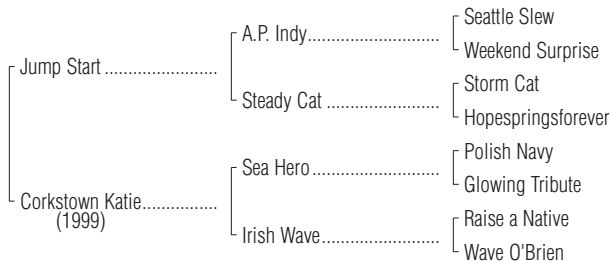 Seattle Slew
A.P. Indy
Weekend Surprise
Jump Start
Storm Cat
Steady Cat
Hopespringsforever
Polish Navy
Sea Hero
Glowing Tribute
Corkstown Katie
(1999)
Raise a Native
Irish Wave
Wave O'Brien